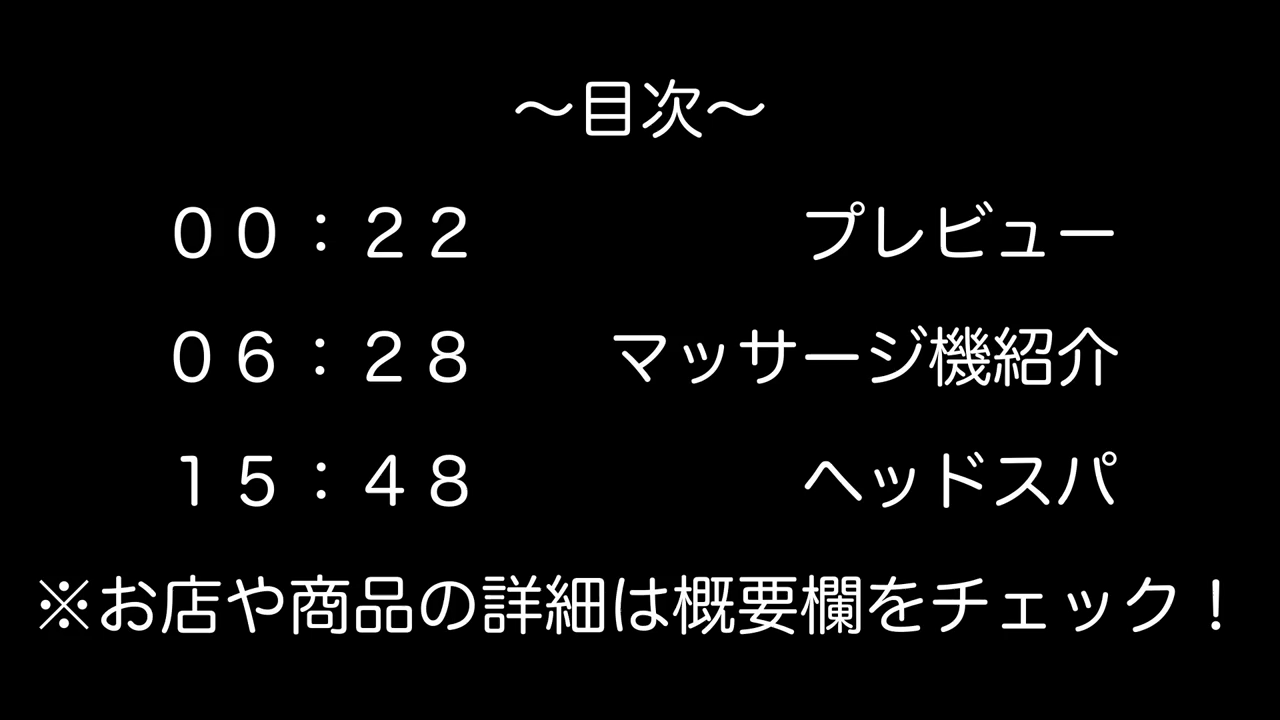 ～目次～
００：２２　プレビュー
０６：２８　マッサージ機紹介
１５：４８　ヘッドスパ
※お店や商品の詳細は概要欄をチェック！